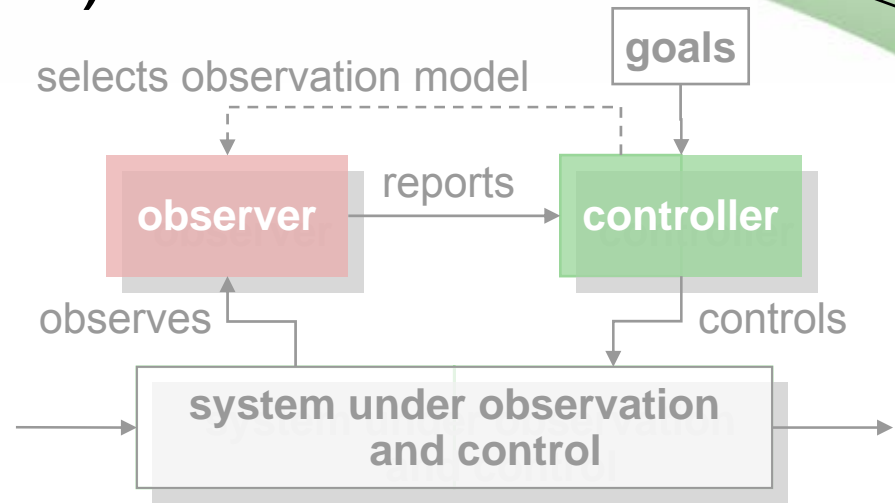 )
goals
selects observation model
reports
observer
controller
observes
controls
system under observation
and control